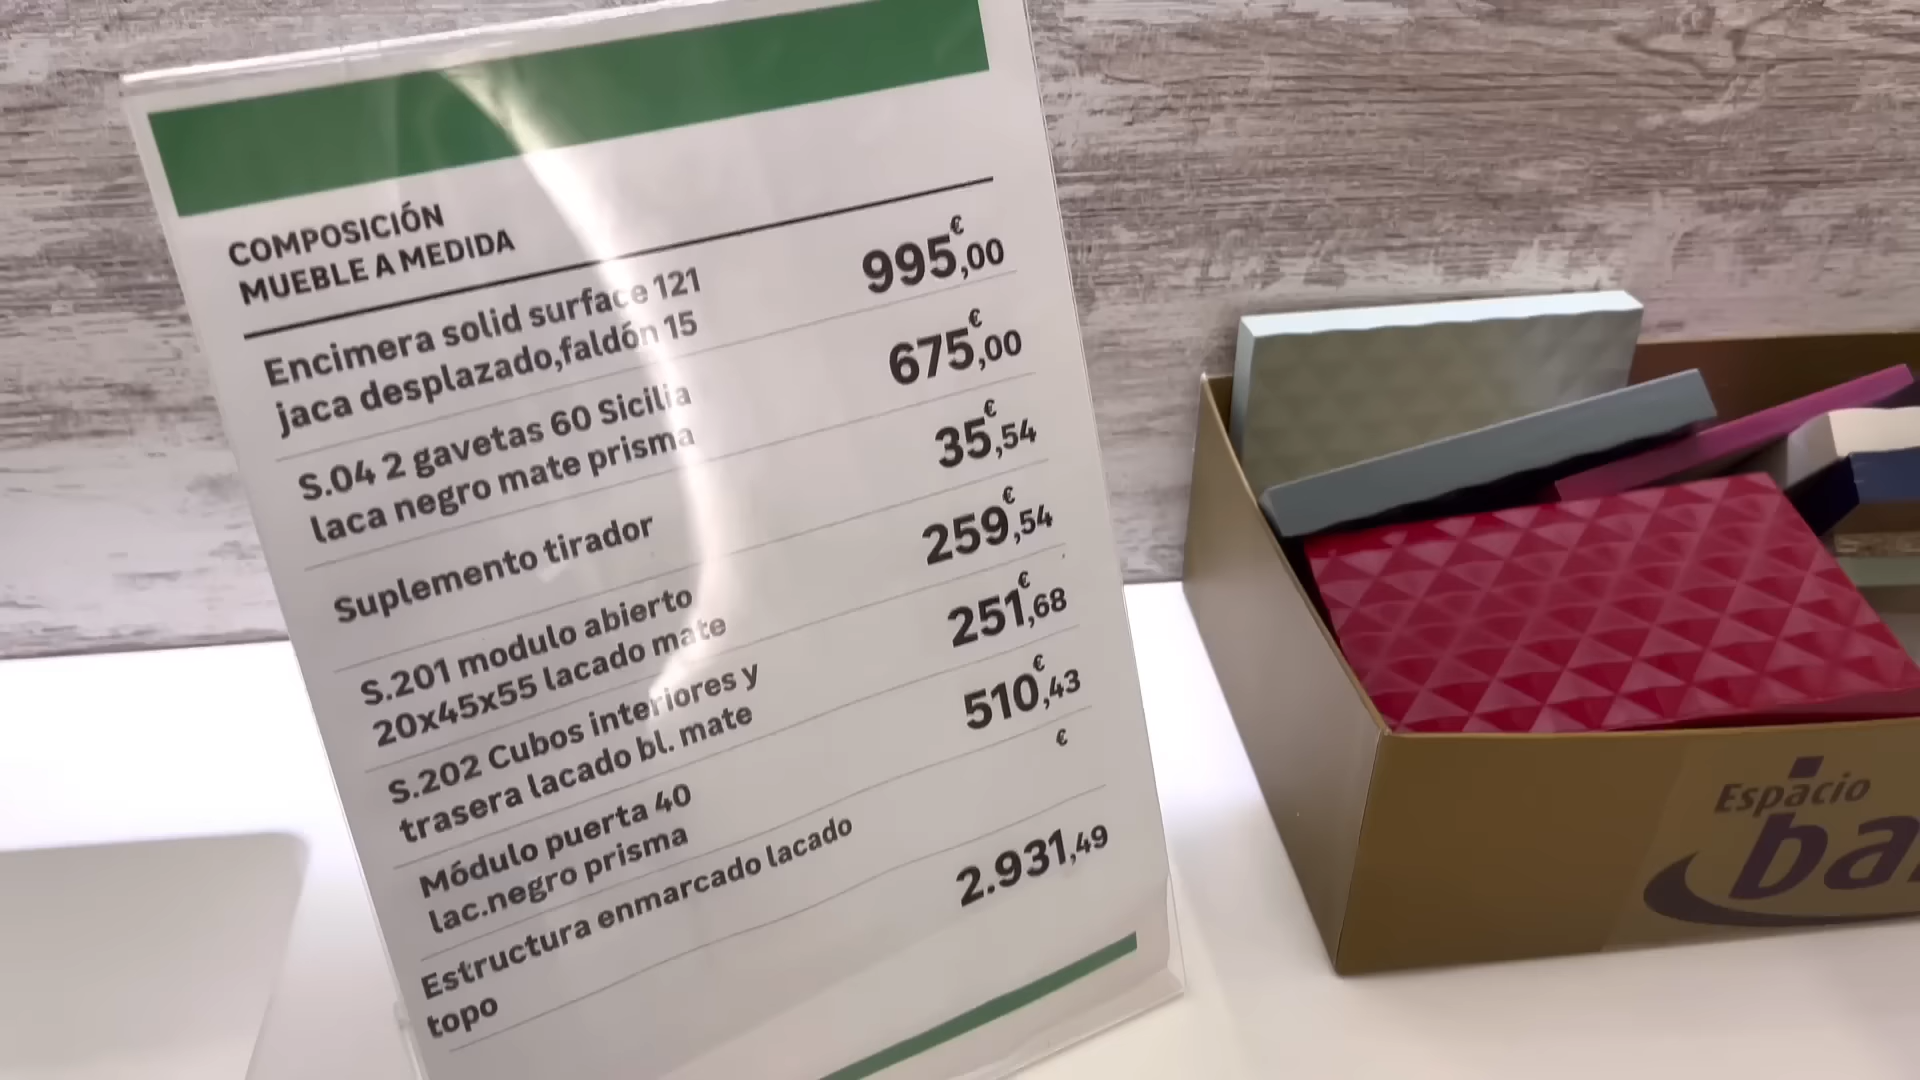 COMPOSICIÓN
MUEBLE A MEDIDA
Encimera solid surface 121
jaca desplazado,faldón 15
995,00 €
S.04 2 gavetas 60 Sicilia
laca negro mate prisma
675,00 €
Suplemento tirador
35,54 €
S.201 modulo abierto
20x45x55 lacado mate
259,54 €
S.202 Cubos interiores y
trasera lacado bl. mate
251,68 €
Módulo puerta 40
lac.negro prisma
510,43 €
Estructura enmarcado lacado
topo
€
2.931,49
Espacio